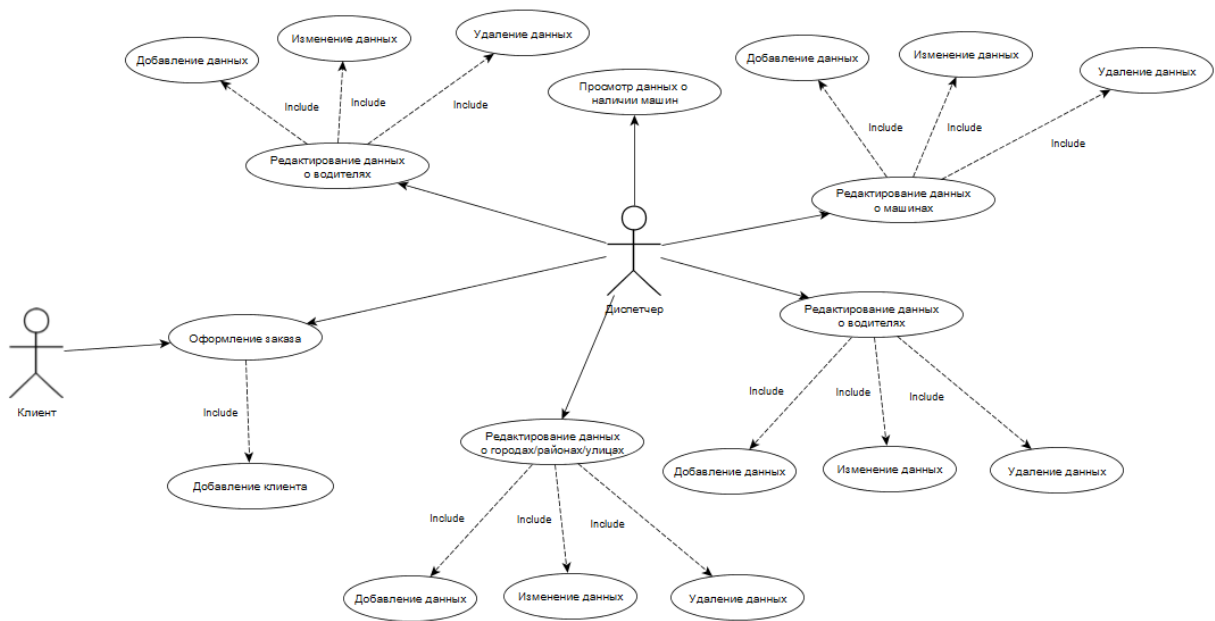 Добавление данных
Изменение данных
Удаление данных
Include
Include
Include
Редактирование данных
о водителях
Просмотр данных о
наличии машин
Добавление данных
Изменение данных
Удаление данных
Include
Include
Include
Редактирование данных
о машинах
Диспетчер
Клиент
Оформление заказа
Include
Добавление клиента
Редактирование данных
о водителях
Include
Include
Include
Добавление данных
Изменение данных
Удаление данных
Редактирование данных
о городах/районах/улицах
Include
Include
Include
Добавление данных
Изменение данных
Удаление данных